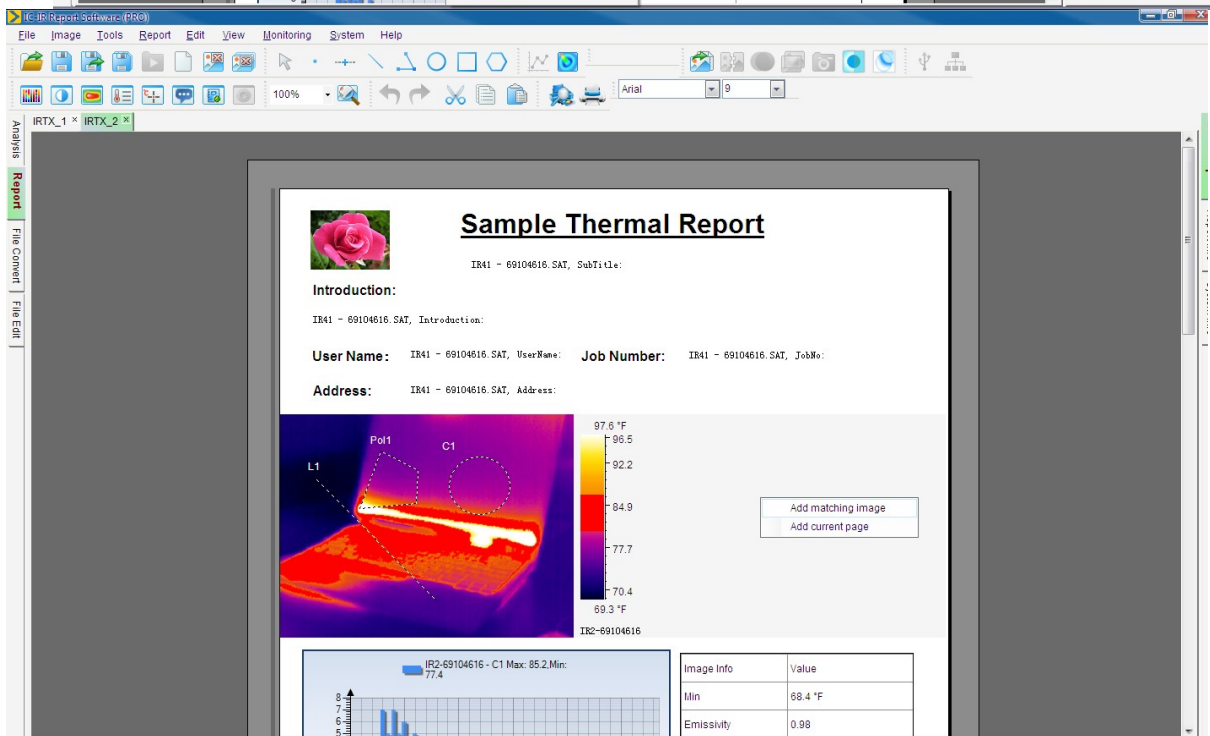 IC-IR Report Software (PRO)
File Image Tools Report Edit View Monitoring System Help
100% Arial 9
IRTX_1 × IRTX_2 ×
Analysis
Report
File Convert
File Edit
Sample Thermal Report
IR41 - 69104616.SAT, SubTitle:
Introduction:
IR41 - 69104616.SAT, Introduction:
User Name: IR41 - 69104616.SAT, UserName: Job Number: IR41 - 69104616.SAT, JobNo:
Address: IR41 - 69104616.SAT, Address:
97.6 °F
96.5
Pol1
C1
92.2
L1
84.9
Add matching image
Add current page
77.7
70.4
69.3 °F
IR2-69104616
IR2-69104616 - C1 Max: 85.2,Min:
77.4
Image Info Value
Min 68.4 °F
Emissivity 0.98
8
7
6
5